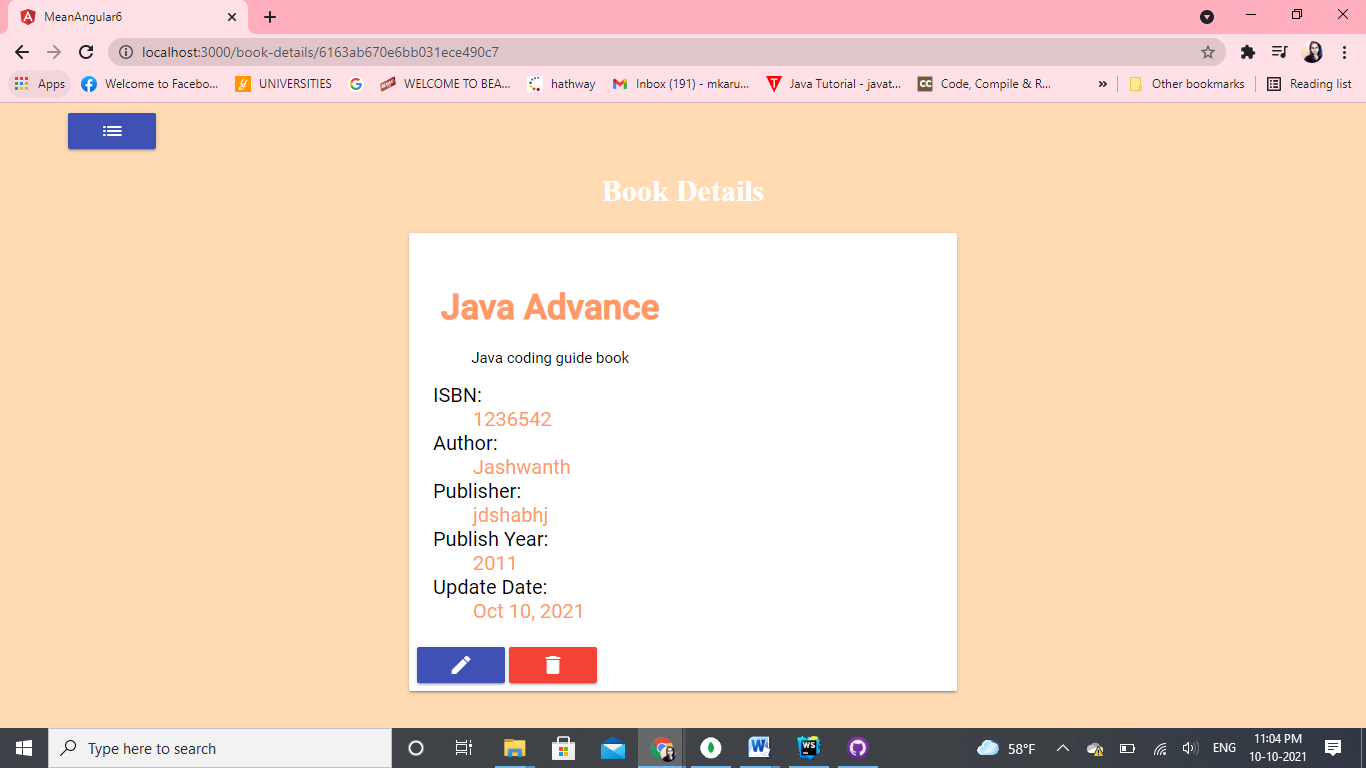 MeanAngular6
localhost:3000/book-details/6163ab670e6bb031ece490c7
Apps Welcome to Facebo... UNIVERSITIES WELCOME TO BEA... hathway Inbox (191) - mkaru... Java Tutorial - javat... CC Code, Compile & R... » Other bookmarks Reading list
Book Details
Java Advance
Java coding guide book
ISBN:
1236542
Author:
Jashwanth
Publisher:
jdshabhj
Publish Year:
2011
Update Date:
Oct 10, 2021
Type here to search
58°F
ENG
11:04 PM
10-10-2021